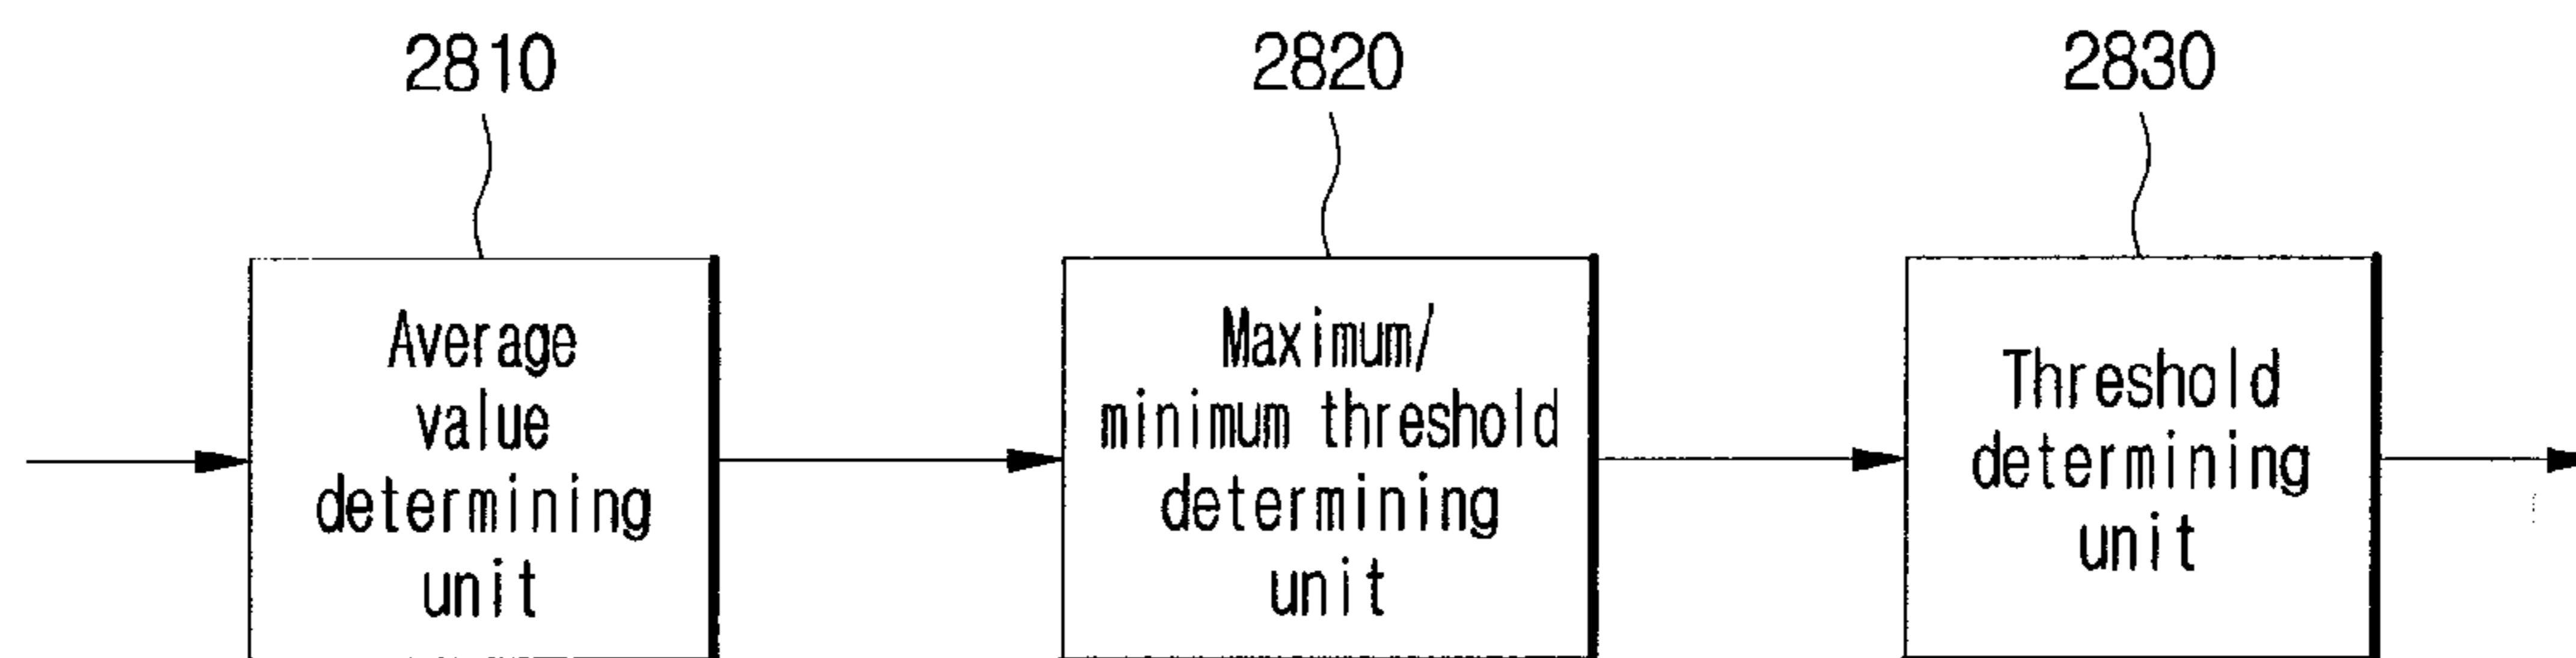 2810
2820
2830
Average
value
determining
unit
Maximum/
minimum threshold
determining
unit
Threshold
determining
unit